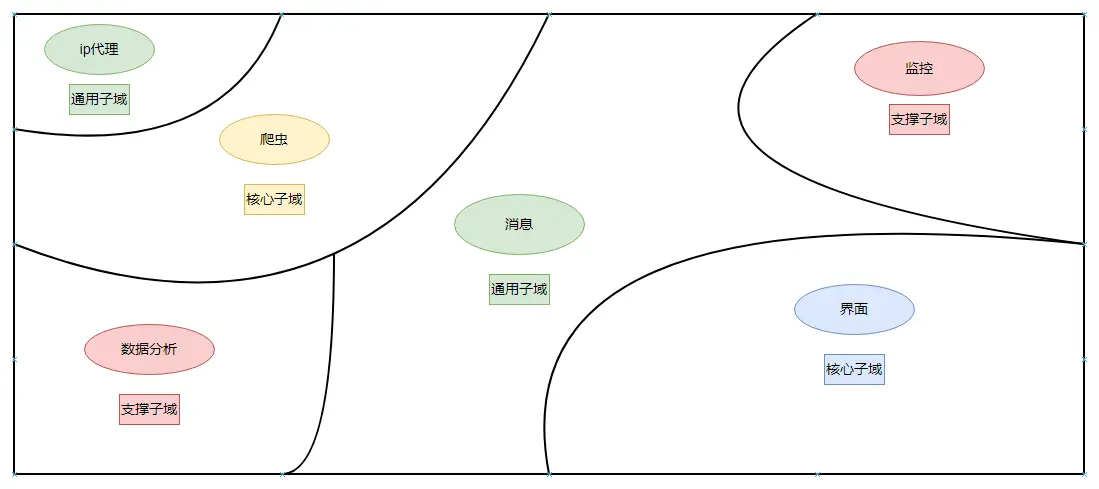 ip代理
通用子域
爬虫
核心子域
监控
支撑子域
消息
通用子域
界面
核心子域
数据分析
支撑子域